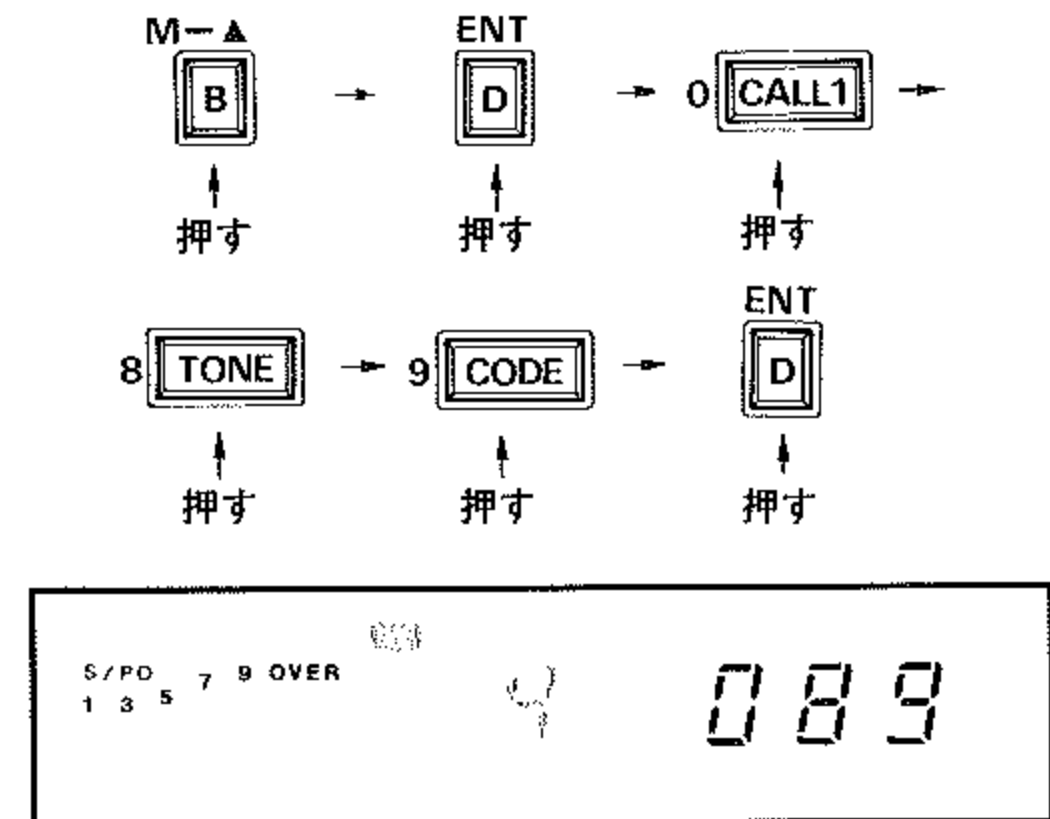 M–▲ ENT
B → D → 0 CALL1 →
押す 押す 押す
ENT
8 TONE → 9 CODE → D
押す 押す 押す
S/PO 7 9 OVER
1 3 5
089